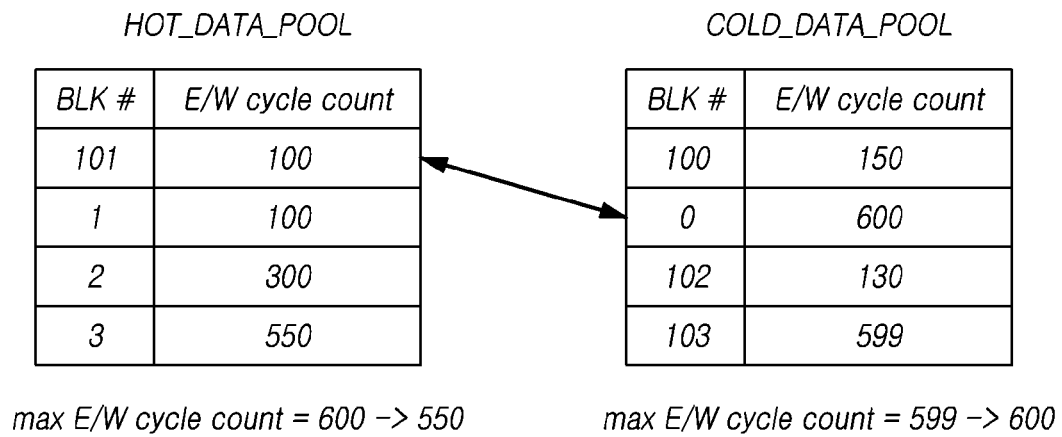 HOT_DATA_POOL COLD_DATA_POOL
BLK # E/W cycle count BLK # E/W cycle count
101 100 100 150
1 100 0 600
2 300 102 130
3 550 103 599
max E/W cycle count = 600 -> 550 max E/W cycle count = 599 -> 600